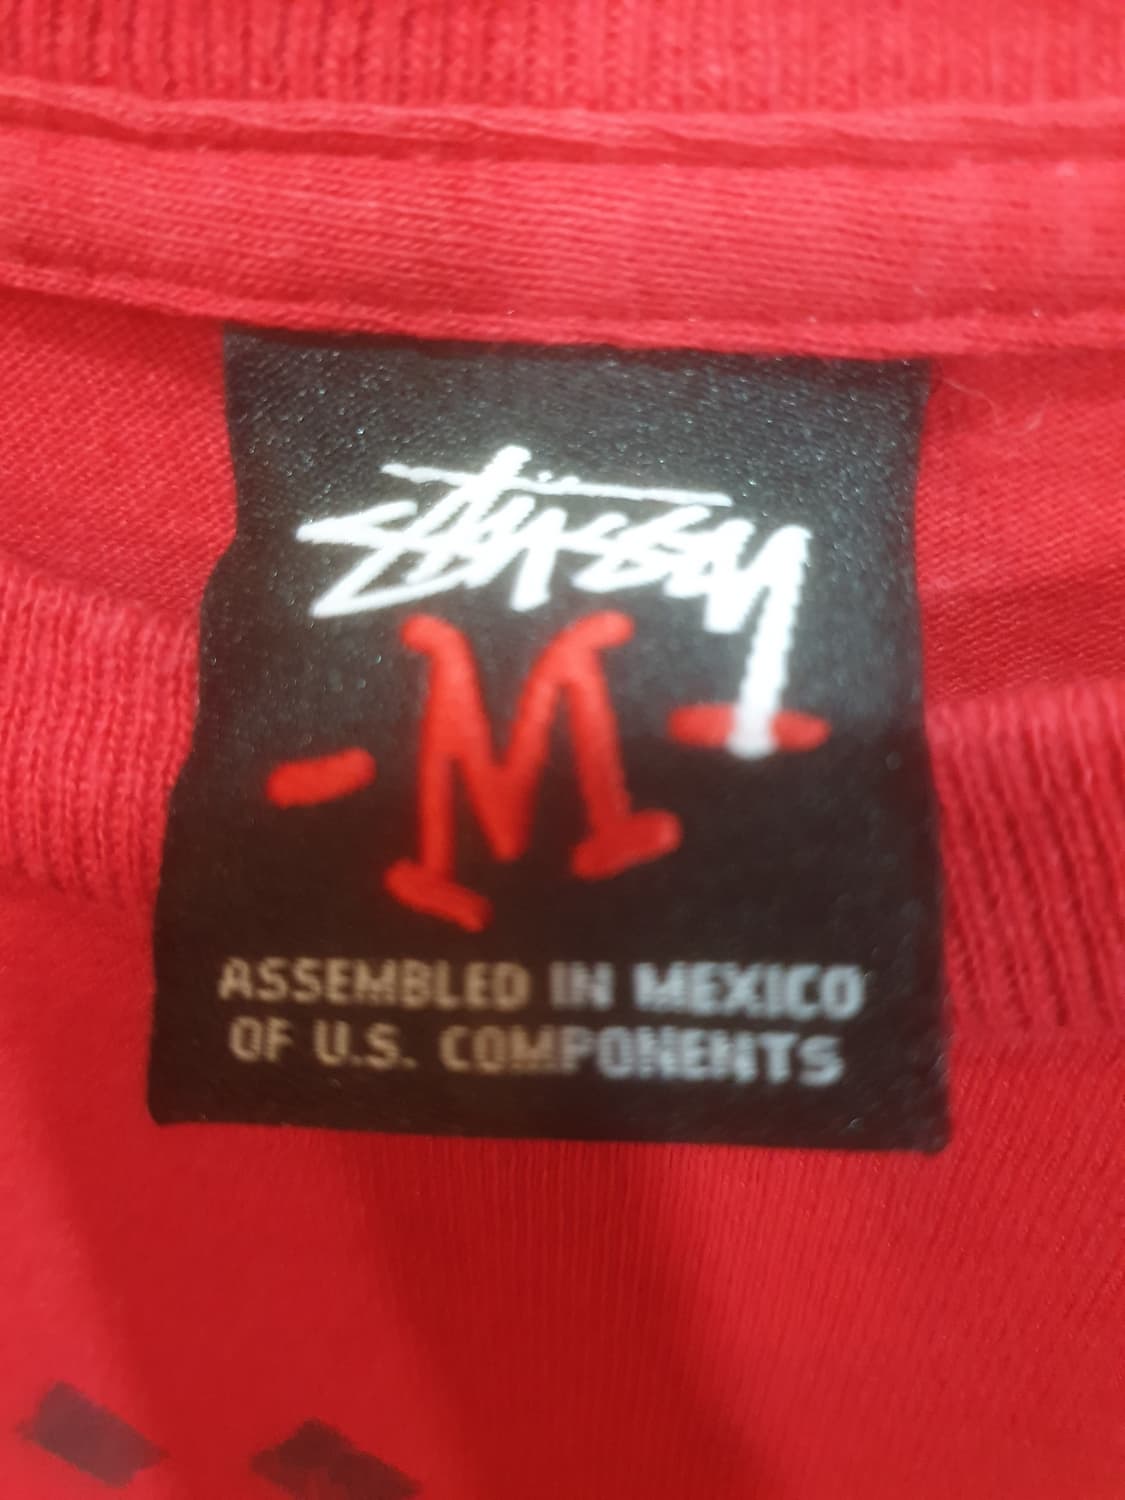 Stüssy
-M-
ASSEMBLED IN MEXICO
OF U.S. COMPONENTS